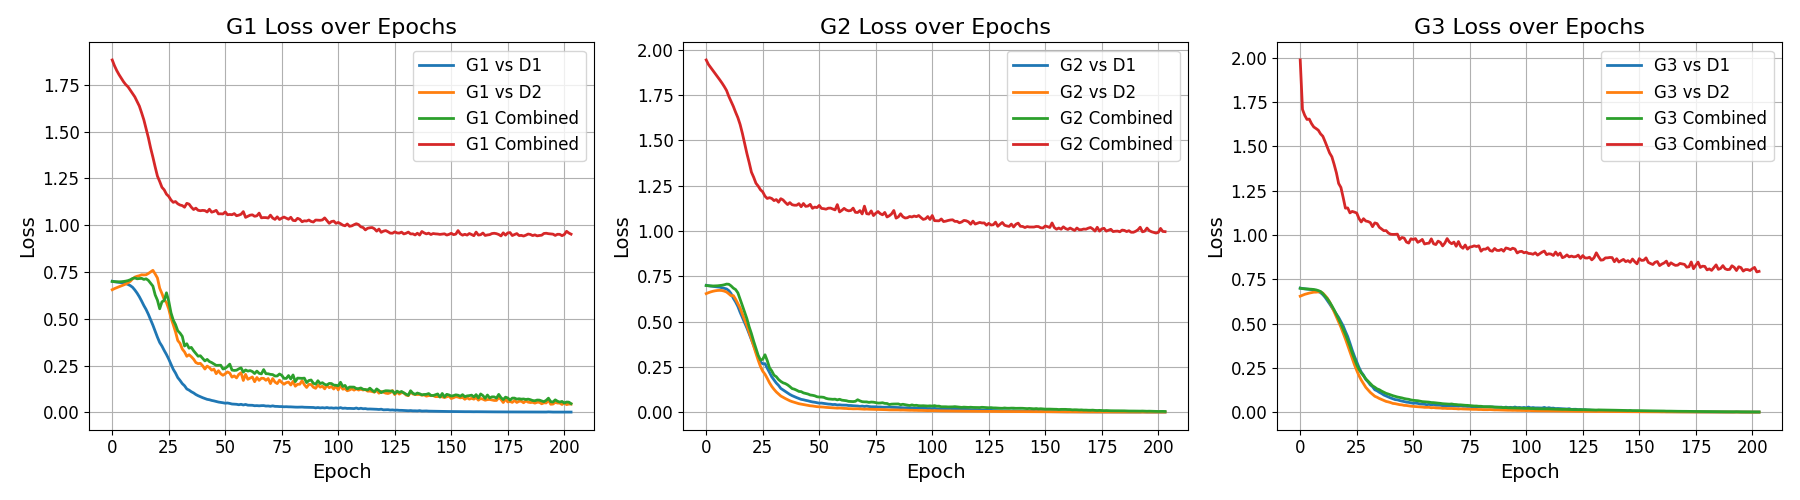 G1 Loss over Epochs
G1 vs D1
G1 vs D2
G1 Combined
G1 Combined
1.75
1.50
1.25
1.00
0.75
0.50
0.25
0.00
Loss
0 25 50 75 100 125 150 175 200
Epoch
G2 Loss over Epochs
G2 vs D1
G2 vs D2
G2 Combined
G2 Combined
2.00
1.75
1.50
1.25
1.00
0.75
0.50
0.25
0.00
Loss
0 25 50 75 100 125 150 175 200
Epoch
G3 Loss over Epochs
G3 vs D1
G3 vs D2
G3 Combined
G3 Combined
2.00
1.75
1.50
1.25
1.00
0.75
0.50
0.25
0.00
Loss
0 25 50 75 100 125 150 175 200
Epoch